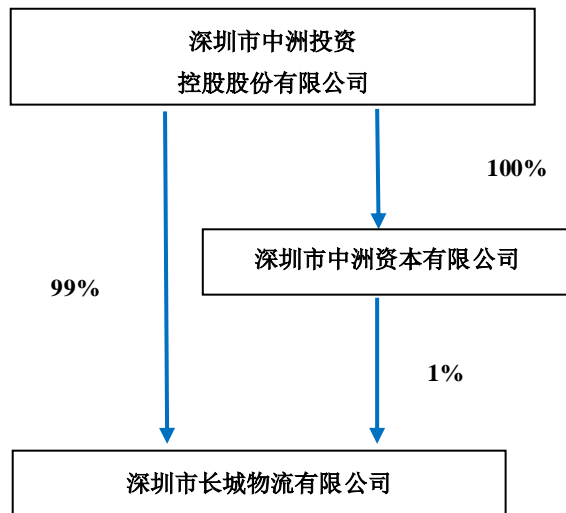 深圳市中洲投资
控股股份有限公司
100%
深圳市中洲资本有限公司
99%
1%
深圳市长城物流有限公司